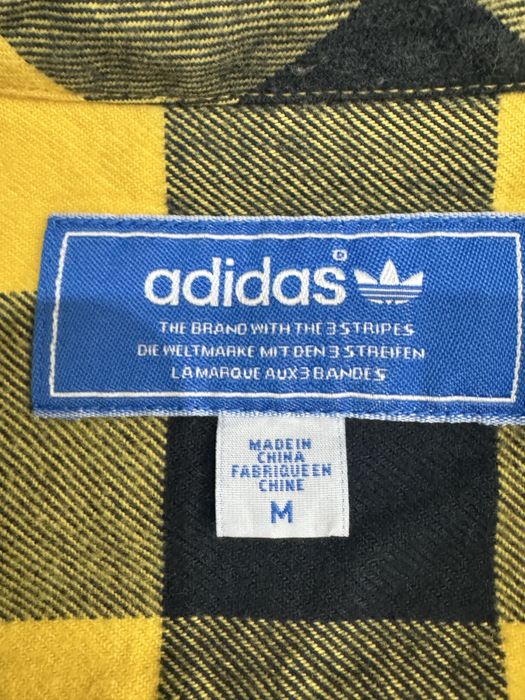 adidas®
THE BRAND WITH THE 3 STRIPES
DIE WELTMARKE MIT DEN 3 STREIFEN
LA MARQUE AUX 3 BANDES
MADE IN
CHINA
FABRIQUE EN
CHINE
M